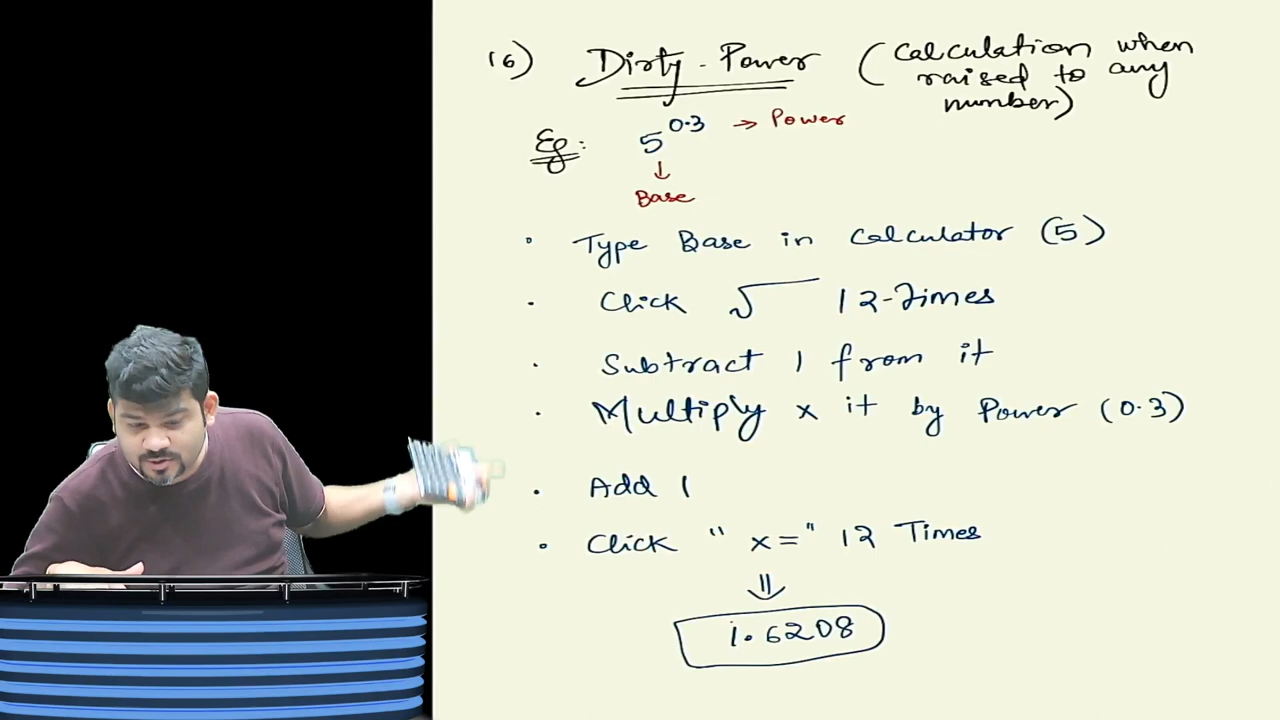 16) Dirty-Power (Calculation when
raised to any
number)
Eg: 5^0.3 → Power
↓
Base
• Type Base in Calculator (5)
• Click √ 12-Times
• Subtract 1 from it
• Multiply × it by Power (0.3)
• Add 1
• Click "×=" 12 Times
⇓
1.6208